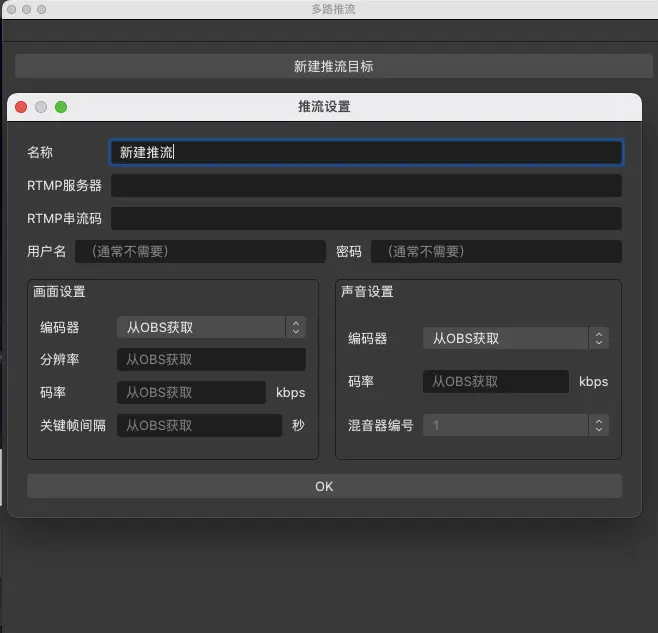 多路推流
新建推流目标
推流设置
名称 新建推流
RTMP服务器
RTMP串流码
用户名 (通常不需要) 密码 (通常不需要)
画面设置
编码器 从OBS获取
分辨率 从OBS获取
码率 从OBS获取 kbps
关键帧间隔 从OBS获取 秒
声音设置
编码器 从OBS获取
码率 从OBS获取 kbps
混音器编号 1
OK